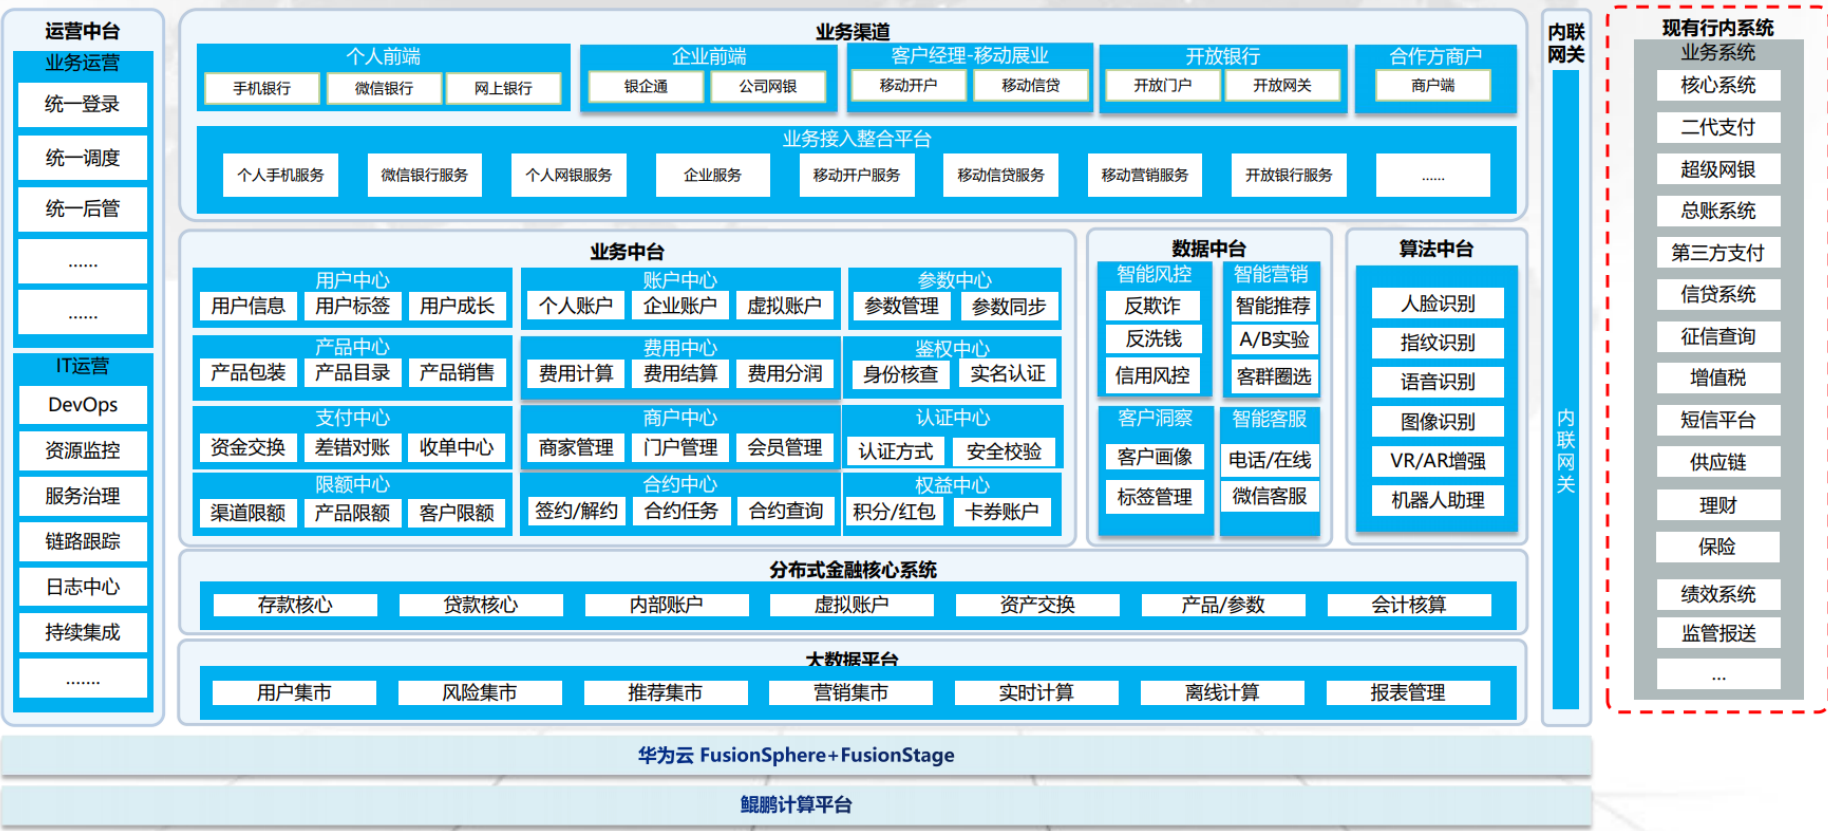 运营中台
业务运营
统一登录
统一调度
统一后管
......
......
IT运营
DevOps
资源监控
服务治理
链路跟踪
日志中心
持续集成
.......
业务渠道
个人前端
手机银行 微信银行 网上银行
企业前端
银企通 公司网银
客户经理-移动展业
移动开户 移动信贷
开放银行
开放门户 开放网关
合作方商户
商户端
业务接入整合平台
个人手机服务 微信银行服务 个人网银服务 企业服务 移动开户服务 移动信贷服务 移动营销服务 开放银行服务 ......
业务中台
用户中心
用户信息 用户标签 用户成长
账户中心
个人账户 企业账户 虚拟账户
参数中心
参数管理 参数同步
产品中心
产品包装 产品目录 产品销售
费用中心
费用计算 费用结算 费用分润
鉴权中心
身份核查 实名认证
支付中心
资金交换 差错对账 收单中心
商户中心
商家管理 门户管理 会员管理
认证中心
认证方式 安全校验
限额中心
渠道限额 产品限额 客户限额
合约中心
签约/解约 合约任务 合约查询
权益中心
积分/红包 卡券账户
数据中台
智能风控
反欺诈
反洗钱
信用风控
智能营销
智能推荐
A/B实验
客群圈选
客户洞察
客户画像
标签管理
智能客服
电话/在线
微信客服
算法中台
人脸识别
指纹识别
语音识别
图像识别
VR/AR增强
机器人助理
分布式金融核心系统
存款核心 贷款核心 内部账户 虚拟账户 资产交换 产品/参数 会计核算
大数据平台
用户集市 风险集市 推荐集市 营销集市 实时计算 离线计算 报表管理
内联
网关
内
联
网
关
现有行内系统
业务系统
核心系统
二代支付
超级网银
总账系统
第三方支付
信贷系统
征信查询
增值税
短信平台
供应链
理财
保险
绩效系统
监管报送
...
华为云 FusionSphere+FusionStage
鲲鹏计算平台